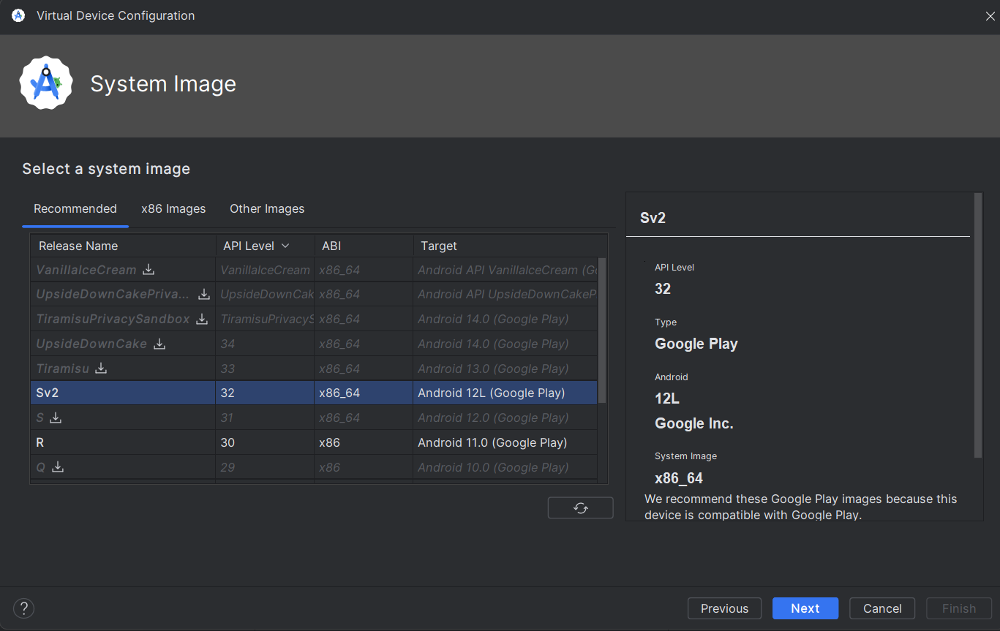 Virtual Device Configuration
System Image
Select a system image
Recommended x86 Images Other Images
Release Name API Level ABI Target
VanillaIceCream VanillaIceCream x86_64 Android API VanillaIceCream (Go
UpsideDownCakePriva... UpsideDownCak x86_64 Android API UpsideDownCakeP
TiramisuPrivacySandbox TiramisuPrivacyS x86_64 Android 14.0 (Google Play)
UpsideDownCake 34 x86_64 Android 14.0 (Google Play)
Tiramisu 33 x86_64 Android 13.0 (Google Play)
Sv2 32 x86_64 Android 12L (Google Play)
S 31 x86_64 Android 12.0 (Google Play)
R 30 x86 Android 11.0 (Google Play)
Q 29 x86 Android 10.0 (Google Play)
Sv2
API Level
32
Type
Google Play
Android
12L
Google Inc.
System Image
x86_64
We recommend these Google Play images because this
device is compatible with Google Play.
? Previous Next Cancel Finish